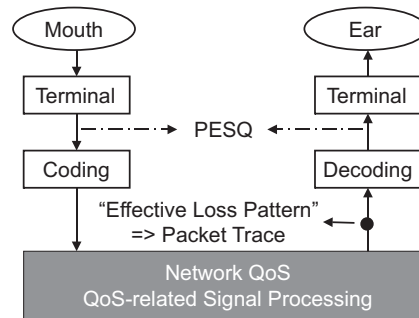 Mouth
Ear
Terminal
Terminal
PESQ
Coding
Decoding
“Effective Loss Pattern”
=> Packet Trace
Network QoS
QoS-related Signal Processing